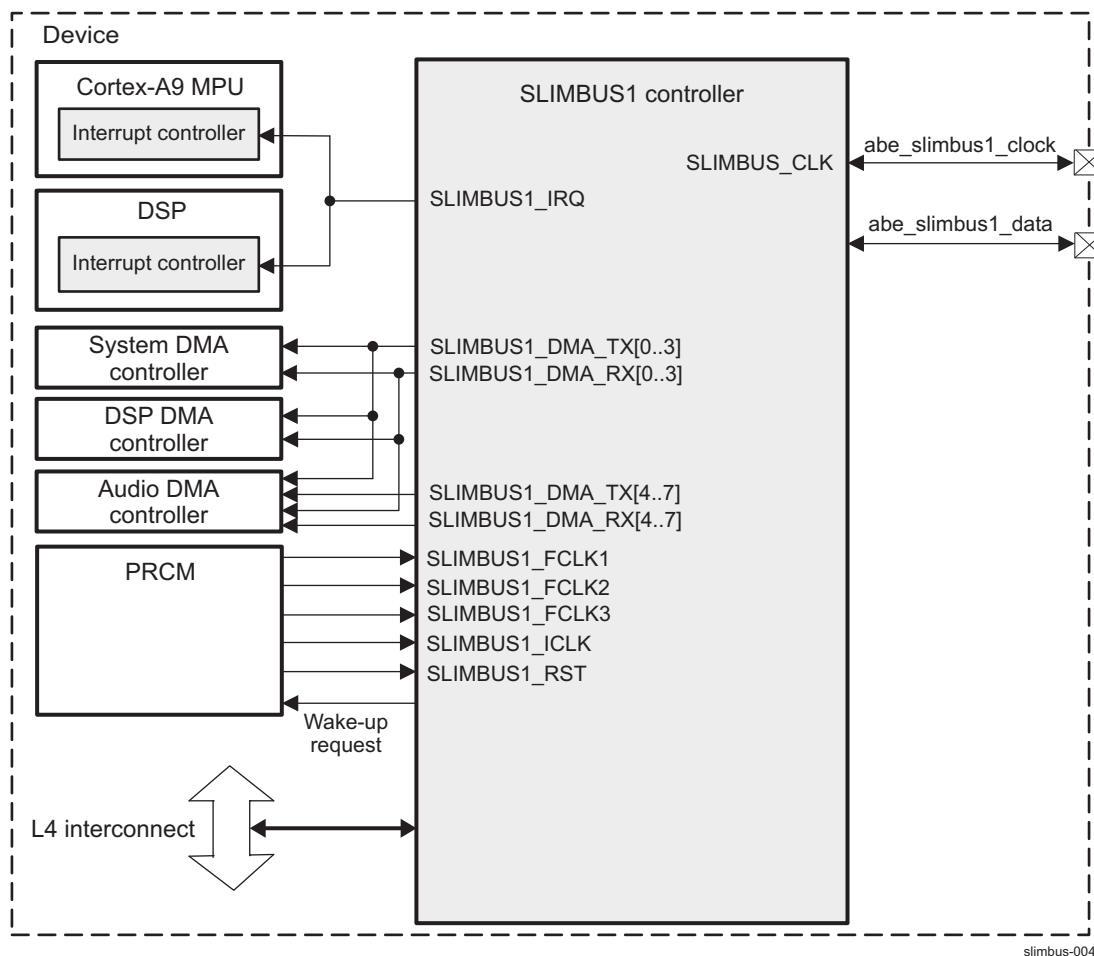 Device
Cortex-A9 MPU
Interrupt controller
DSP
Interrupt controller
System DMA
controller
DSP DMA
controller
Audio DMA
controller
PRCM
Wake-up
request
L4 interconnect
SLIMBUS1 controller
SLIMBUS_CLK
SLIMBUS1_IRQ
SLIMBUS1_DMA_TX[0..3]
SLIMBUS1_DMA_RX[0..3]
SLIMBUS1_DMA_TX[4..7]
SLIMBUS1_DMA_RX[4..7]
SLIMBUS1_FCLK1
SLIMBUS1_FCLK2
SLIMBUS1_FCLK3
SLIMBUS1_ICLK
SLIMBUS1_RST
abe_slimbus1_clock
abe_slimbus1_data
slimbus-004